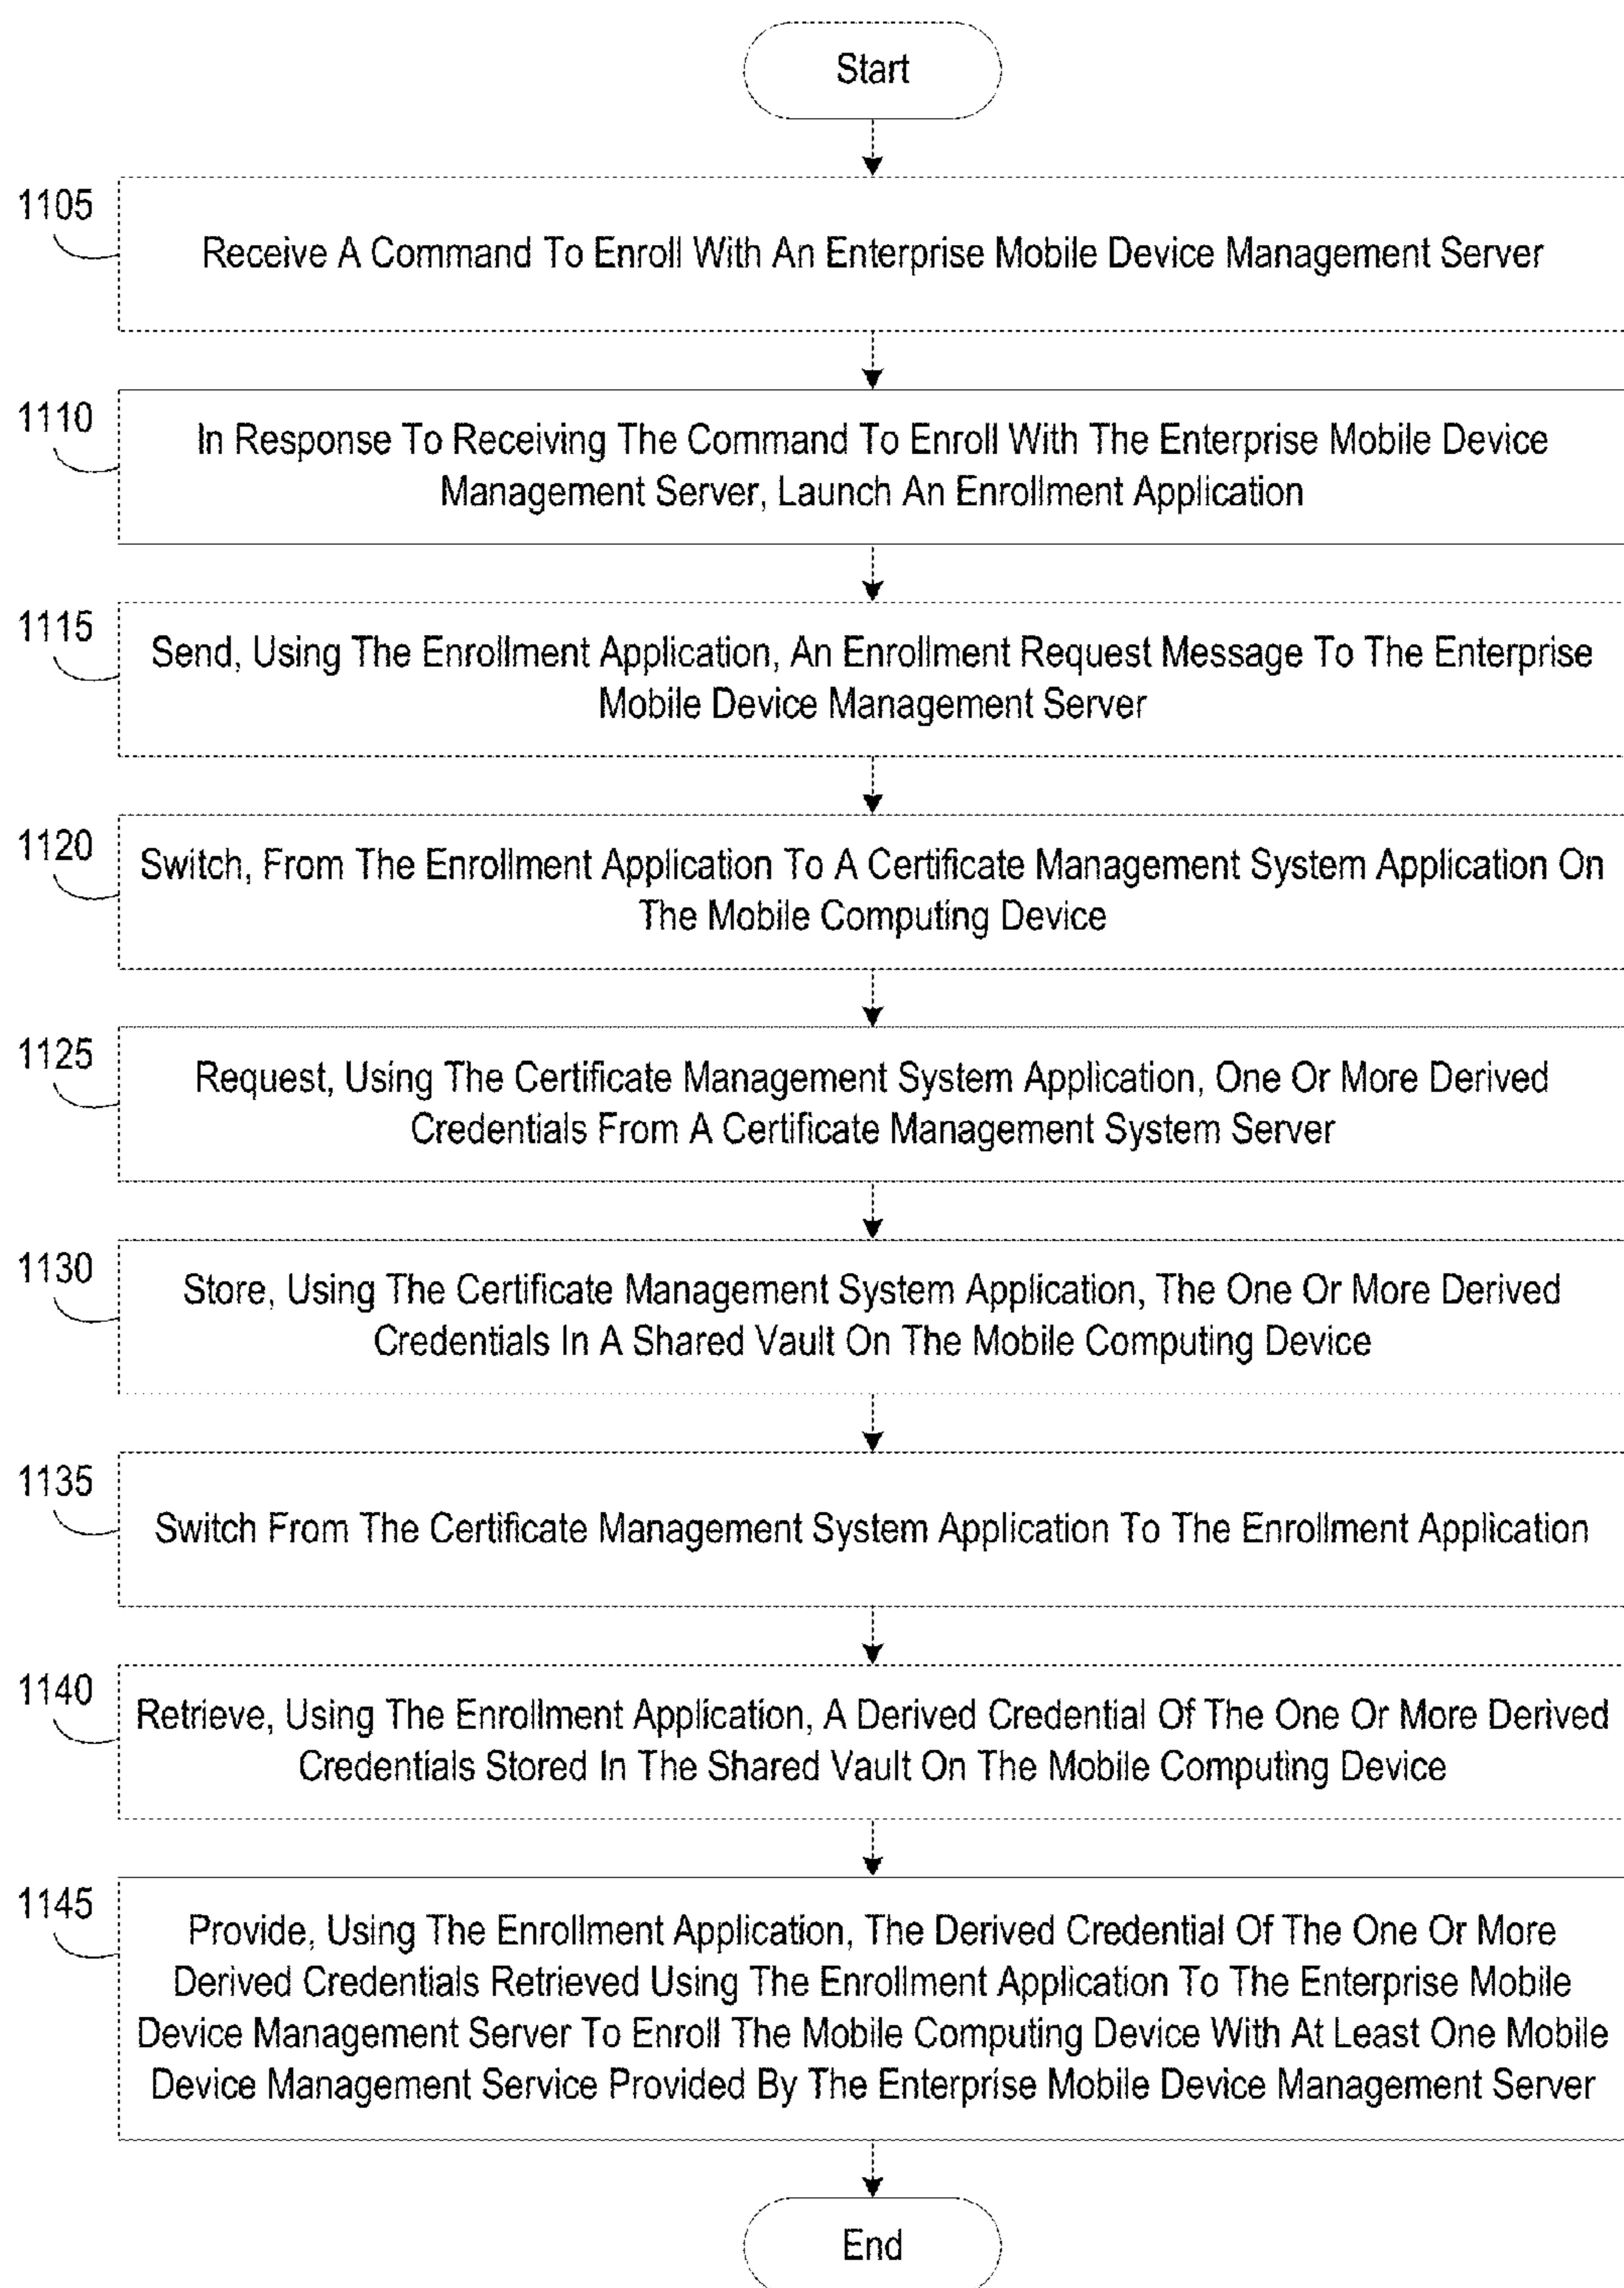 Start
1105
Receive A Command To Enroll With An Enterprise Mobile Device Management Server
1110
In Response To Receiving The Command To Enroll With The Enterprise Mobile Device
Management Server, Launch An Enrollment Application
1115
Send, Using The Enrollment Application, An Enrollment Request Message To The Enterprise
Mobile Device Management Server
1120
Switch, From The Enrollment Application To A Certificate Management System Application On
The Mobile Computing Device
1125
Request, Using The Certificate Management System Application, One Or More Derived
Credentials From A Certificate Management System Server
1130
Store, Using The Certificate Management System Application, The One Or More Derived
Credentials In A Shared Vault On The Mobile Computing Device
1135
Switch From The Certificate Management System Application To The Enrollment Application
1140
Retrieve, Using The Enrollment Application, A Derived Credential Of The One Or More Derived
Credentials Stored In The Shared Vault On The Mobile Computing Device
1145
Provide, Using The Enrollment Application, The Derived Credential Of The One Or More
Derived Credentials Retrieved Using The Enrollment Application To The Enterprise Mobile
Device Management Server To Enroll The Mobile Computing Device With At Least One Mobile
Device Management Service Provided By The Enterprise Mobile Device Management Server
End